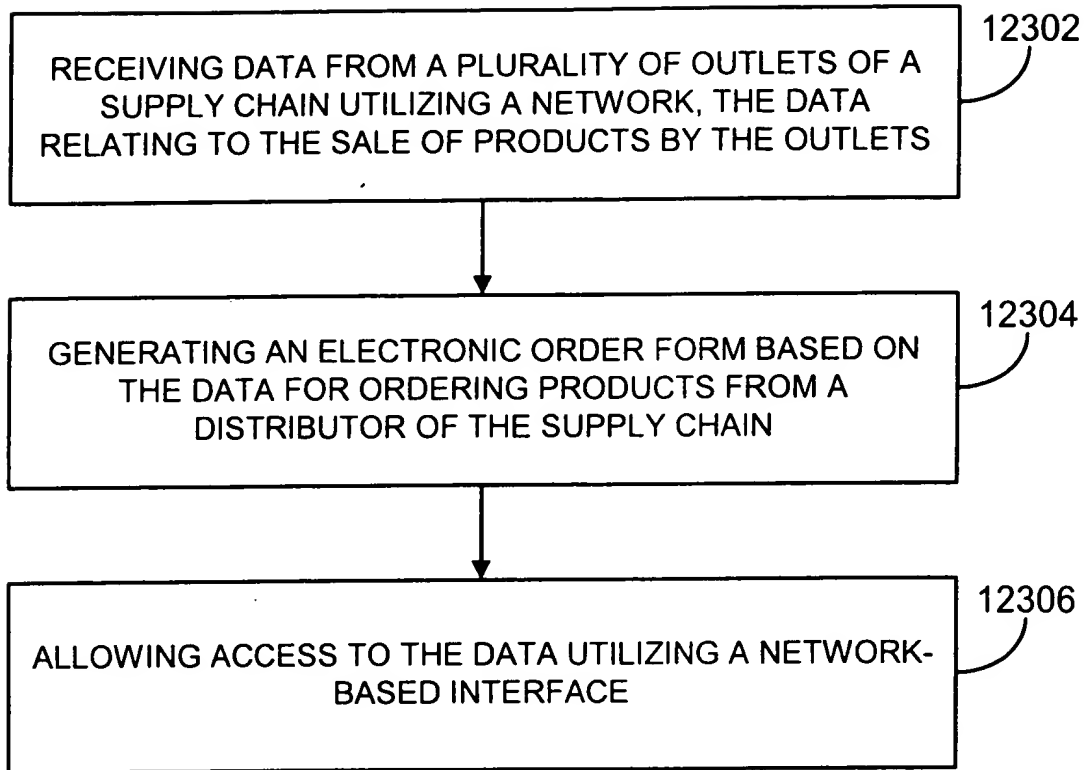 12302
RECEIVING DATA FROM A PLURALITY OF OUTLETS OF A
SUPPLY CHAIN UTILIZING A NETWORK, THE DATA
RELATING TO THE SALE OF PRODUCTS BY THE OUTLETS
12304
GENERATING AN ELECTRONIC ORDER FORM BASED ON
THE DATA FOR ORDERING PRODUCTS FROM A
DISTRIBUTOR OF THE SUPPLY CHAIN
12306
ALLOWING ACCESS TO THE DATA UTILIZING A NETWORK-
BASED INTERFACE